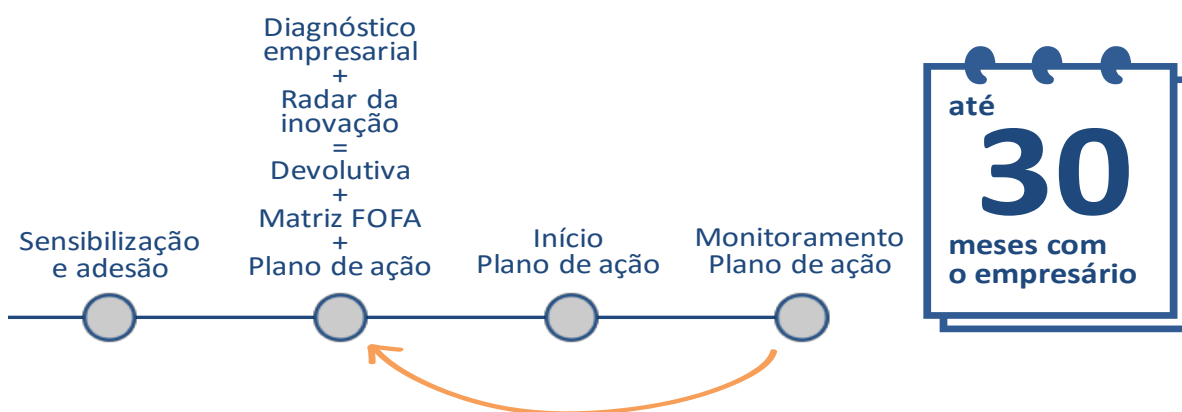 Sensibilização
e adesão
Diagnóstico
empresarial
+
Radar da
inovação
=
Devolutiva
+
Matriz FOFA
+
Plano de ação
Início
Plano de ação
Monitoramento
Plano de ação
até
30
meses com
o empresário